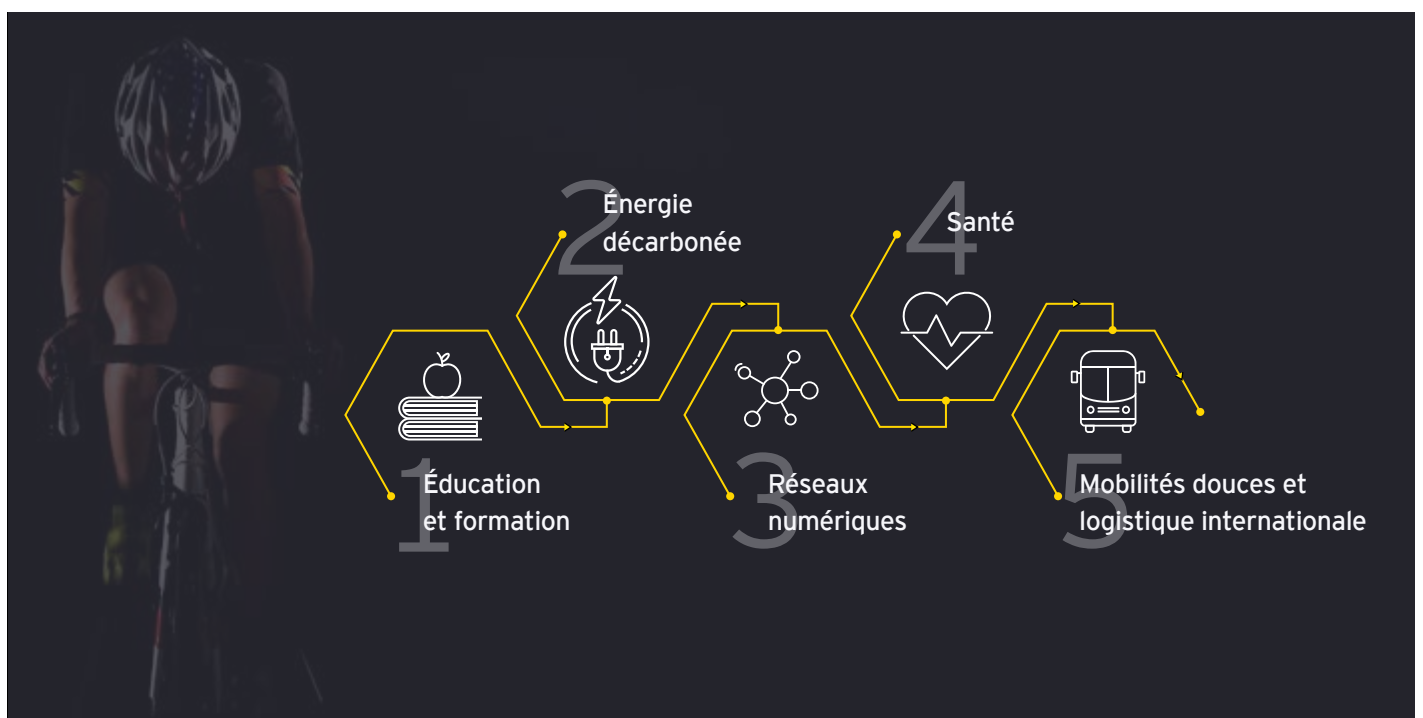 1
Éducation
et formation
2
Énergie
décarbonée
3
Réseaux
numériques
4
Santé
5
Mobilités douces et
logistique internationale